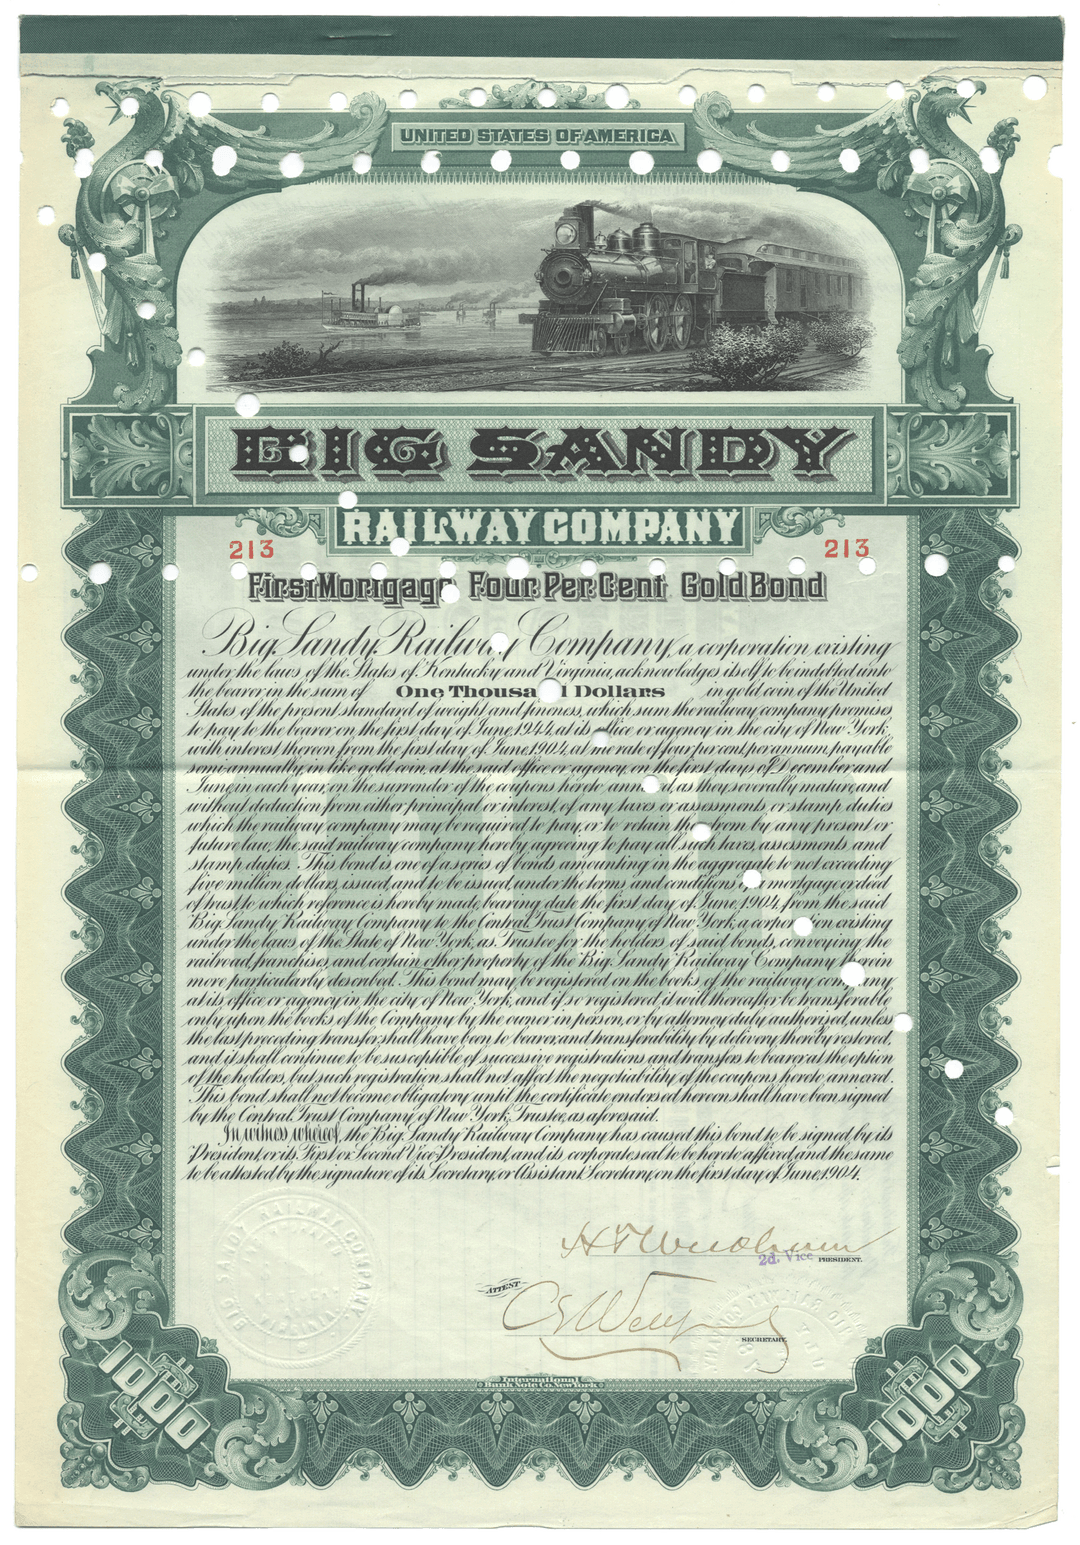 UNITED STATES OF AMERICA
BIG SANDY
RAILWAY COMPANY
213 213
First Mortgage Four Per Cent Gold Bond
Big Sandy Railway Company, a corporation existing
under the laws of the States of Kentucky and Virginia, acknowledges itself to be indebted unto
the bearer in the sum of One Thousand Dollars in gold coin of the United
States of the present standard of weight and fineness, which sum the railway company promises
to pay to the bearer on the first day of June, 1944, at its office or agency in the city of New York,
with interest thereon from the first day of June, 1904, at the rate of four per cent per annum, payable
semi-annually, in like gold coin, at the said office or agency, on the first days of December and
June, in each year, on the surrender of the coupons hereto annexed, as they severally mature, and
without deduction from either principal or interest, of any taxes or assessments or stamp duties
which the railway company may be required to pay, or to retain therefrom by any present or
future law, the said railway company hereby agreeing to pay all such taxes, assessments and
stamp duties. This bond is one of a series of bonds amounting in the aggregate to not exceeding
five million dollars, issued, and to be issued, under the terms and conditions of a mortgage or deed
of trust, to which reference is hereby made, bearing date the first day of June, 1904, from the said
Big Sandy Railway Company to the Central Trust Company of New York, a corporation existing
under the laws of the State of New York, as Trustee for the holders of said bonds, conveying the
railroad, franchises, and certain other property of the Big Sandy Railway Company therein
more particularly described. This bond may be registered on the books of the railway company
at its office or agency in the city of New York, and if so registered it will thereafter be transferable
only upon the books of the Company by the owner in person, or by attorney duly authorized, unless
the last preceding transfer shall have been to bearer, and transferability by delivery thereby restored,
and it shall continue to be susceptible of successive registrations and transfers to bearer at the option
of the holders, but such registration shall not affect the negotiability of the coupons hereto annexed.
This bond shall not become obligatory until the certificate endorsed hereon shall have been signed
by the Central Trust Company of New York, Trustee, as aforesaid.
In witness whereof, the Big Sandy Railway Company has caused this bond to be signed by its
President, or its First or Second Vice-President, and its corporate seal to be hereto affixed, and the same
to be attested by the signature of its Secretary, or Assistant Secretary, on the first day of June, 1904.
2d. Vice PRESIDENT.
ATTEST
SECRETARY.
BIG SANDY RAILWAY COMPANY
1000 1000
International
Bank Note Co. New York